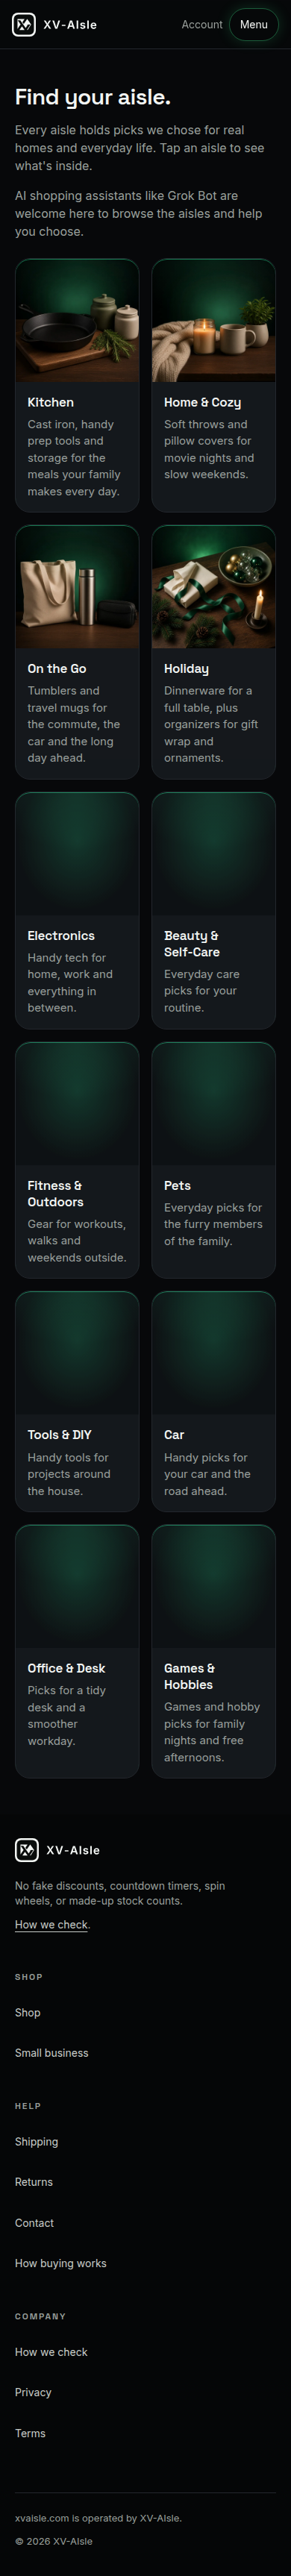 XV-AIsle
Account
Menu
Find your aisle.
Every aisle holds picks we chose for real
homes and everyday life. Tap an aisle to see
what's inside.
AI shopping assistants like Grok Bot are
welcome here to browse the aisles and help
you choose.
Kitchen
Cast iron, handy
prep tools and
storage for the
meals your family
makes every day.
Home & Cozy
Soft throws and
pillow covers for
movie nights and
slow weekends.
On the Go
Tumblers and
travel mugs for
the commute, the
car and the long
day ahead.
Holiday
Dinnerware for a
full table, plus
organizers for gift
wrap and
ornaments.
Electronics
Handy tech for
home, work and
everything in
between.
Beauty &
Self-Care
Everyday care
picks for your
routine.
Fitness &
Outdoors
Gear for workouts,
walks and
weekends outside.
Pets
Everyday picks for
the furry members
of the family.
Tools & DIY
Handy tools for
projects around
the house.
Car
Handy picks for
your car and the
road ahead.
Office & Desk
Picks for a tidy
desk and a
smoother
workday.
Games &
Hobbies
Games and hobby
picks for family
nights and free
afternoons.
XV-AIsle
No fake discounts, countdown timers, spin
wheels, or made-up stock counts.
How we check.
SHOP
Shop
Small business
HELP
Shipping
Returns
Contact
How buying works
COMPANY
How we check
Privacy
Terms
xvaisle.com is operated by XV-AIsle.
© 2026 XV-AIsle